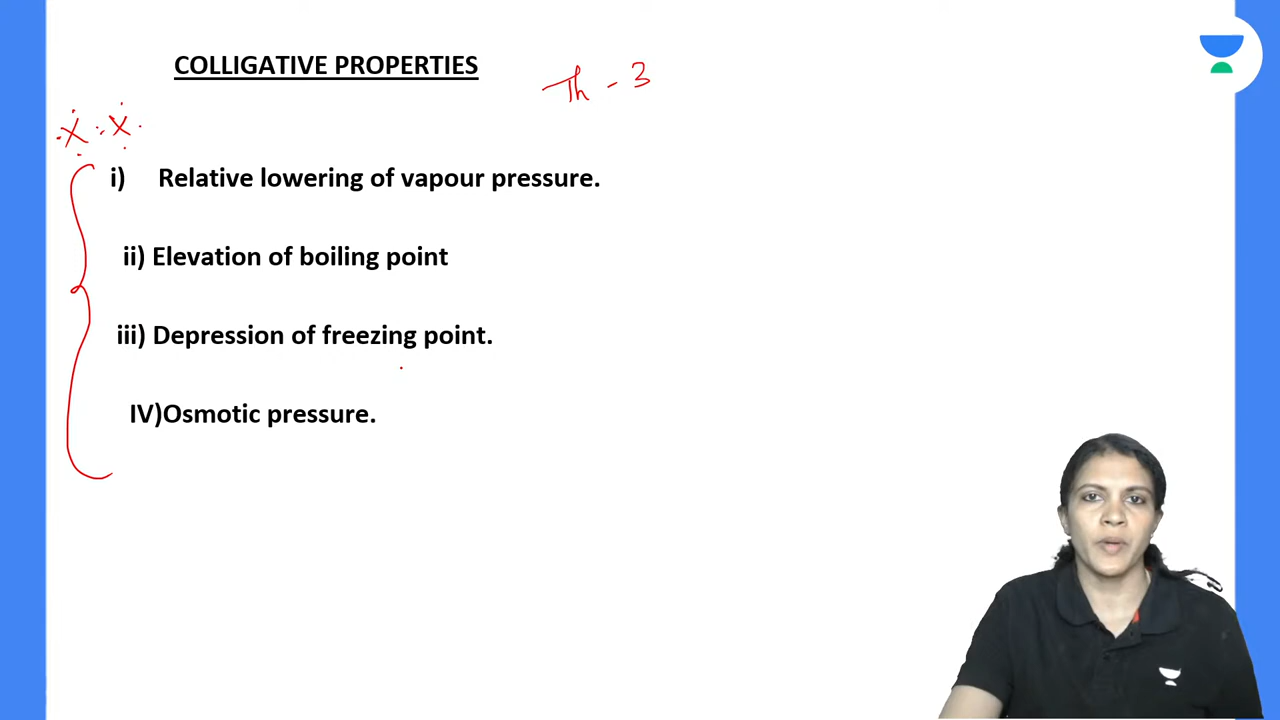 COLLIGATIVE PROPERTIES
Th - 3
X : X
i) Relative lowering of vapour pressure.
ii) Elevation of boiling point
iii) Depression of freezing point.
IV)Osmotic pressure.